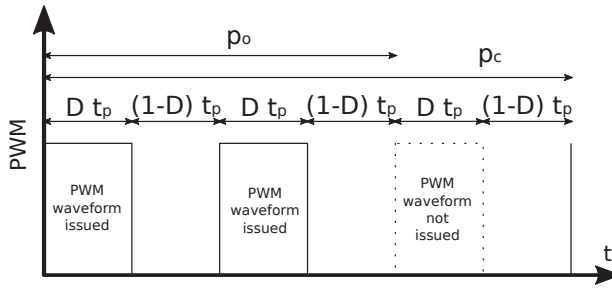 po
pc
D tp (1-D) tp D tp (1-D) tp D tp (1-D) tp
PWM
PWM
waveform
issued
PWM
waveform
issued
PWM
waveform
not
issued
t